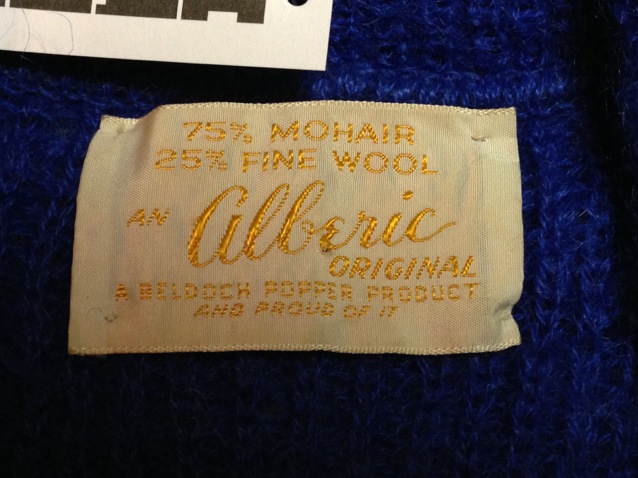 75% MOHAIR
25% FINE WOOL
AN Alberic
ORIGINAL
A BELDOCH POPPER PRODUCT
AND PROUD OF IT